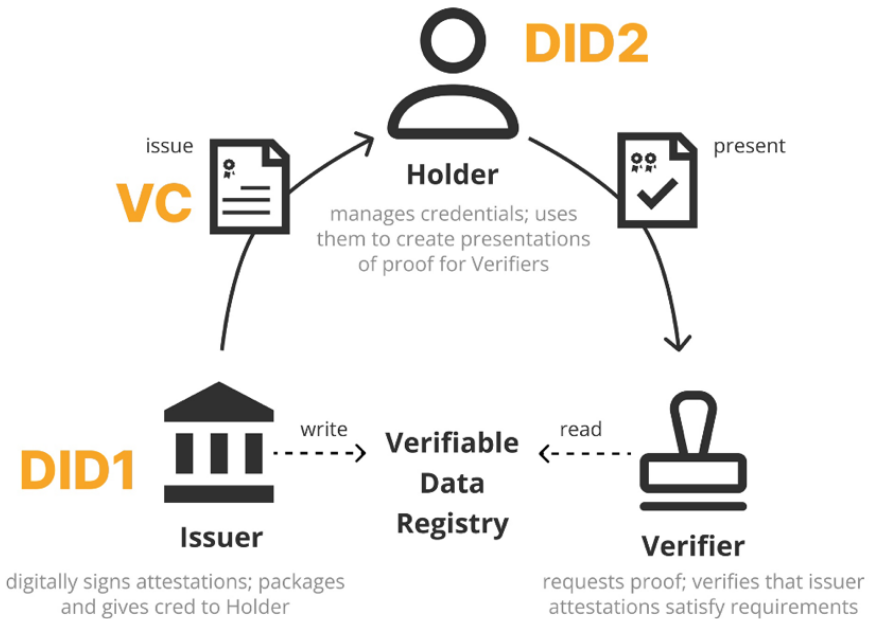 DID2
issue
present
VC
Holder
manages credentials; uses
them to create presentations
of proof for Verifiers
write
read
Verifiable
Data
Registry
DID1
Issuer
Verifier
digitally signs attestations; packages
and gives cred to Holder
requests proof; verifies that issuer
attestations satisfy requirements